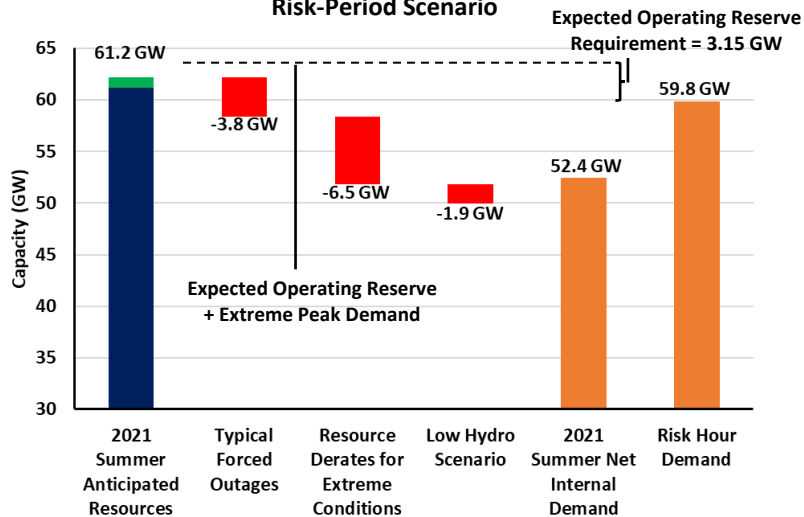 Risk-Period Scenario
Expected Operating Reserve
Requirement = 3.15 GW
65
60
55
50
45
40
35
30
Capacity (GW)
61.2 GW
-3.8 GW
-6.5 GW
-1.9 GW
52.4 GW
59.8 GW
Expected Operating Reserve
+ Extreme Peak Demand
2021
Summer
Anticipated
Resources
Typical
Forced
Outages
Resource
Derates for
Extreme
Conditions
Low Hydro
Scenario
2021
Summer Net
Internal
Demand
Risk Hour
Demand